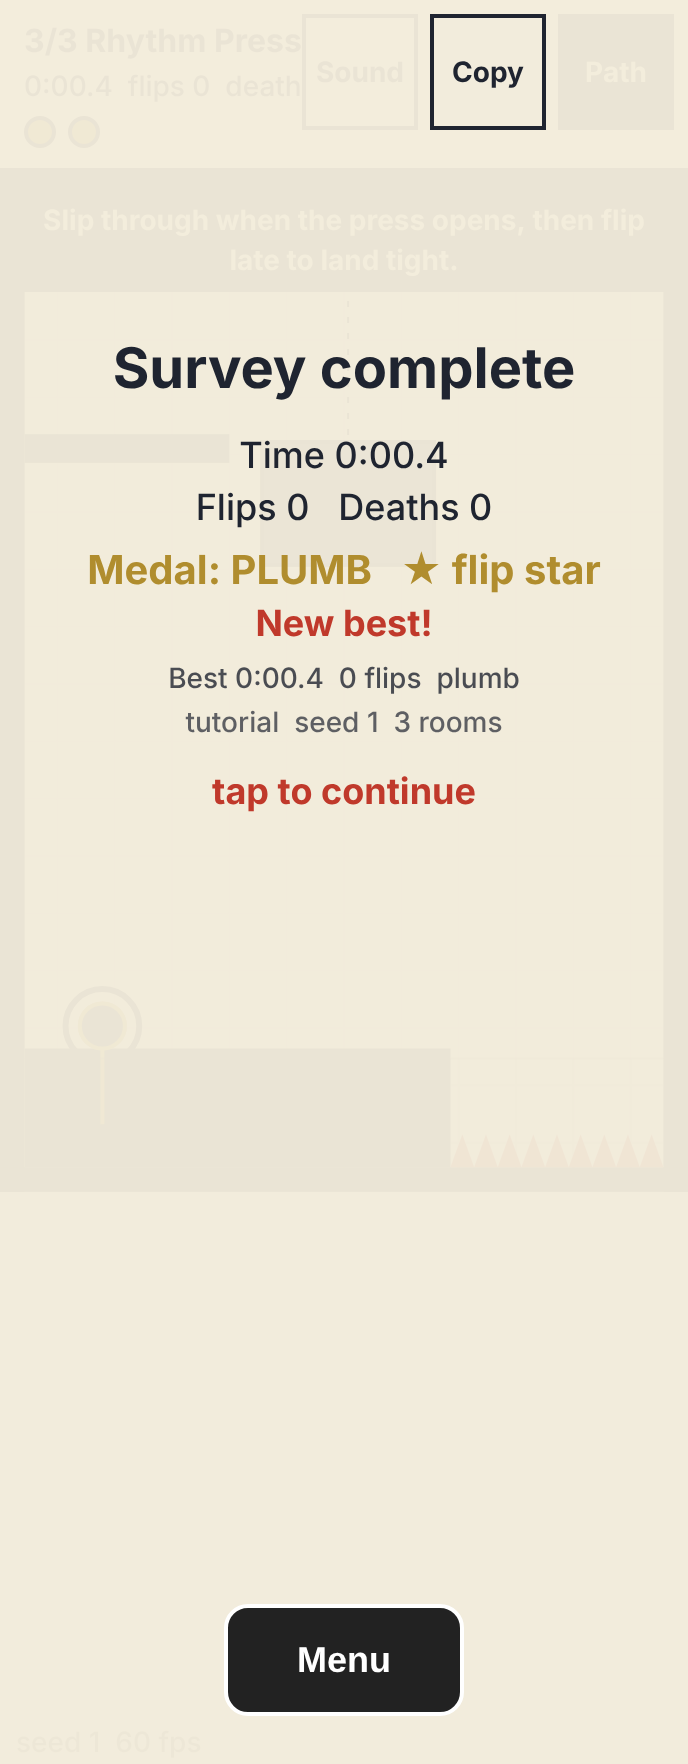 3/3 Rhythm Press
Sound
Copy
Path
0:00.4 flips 0 death
Slip through when the press opens, then flip
late to land tight.
Survey complete
Time 0:00.4
Flips 0 Deaths 0
Medal: PLUMB ★ flip star
New best!
Best 0:00.4 0 flips plumb
tutorial seed 1 3 rooms
tap to continue
Menu
seed 1 60 fps